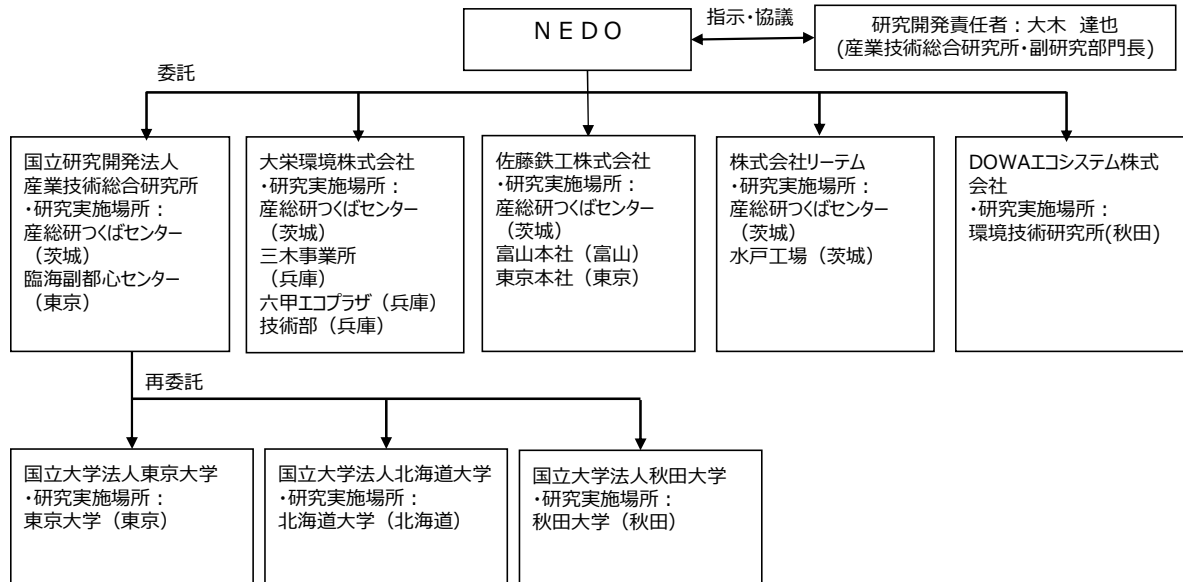 ＮＥＤＯ
指示・協議
研究開発責任者：大木 達也
(産業技術総合研究所・副研究部門長)
委託
国立研究開発法人
産業技術総合研究所
・研究実施場所：
産総研つくばセンター
（茨城）
臨海副都心センター
（東京）
大栄環境株式会社
・研究実施場所：
産総研つくばセンター
（茨城）
三木事業所
（兵庫）
六甲エコプラザ（兵庫）
技術部（兵庫）
佐藤鉄工株式会社
・研究実施場所：
産総研つくばセンター
（茨城）
富山本社（富山）
東京本社（東京）
株式会社リーテム
・研究実施場所：
産総研つくばセンター
（茨城）
水戸工場（茨城）
DOWAエコシステム株式
会社
・研究実施場所：
環境技術研究所(秋田)
再委託
国立大学法人東京大学
・研究実施場所：
東京大学（東京）
国立大学法人北海道大学
・研究実施場所：
北海道大学（北海道）
国立大学法人秋田大学
・研究実施場所：
秋田大学（秋田）